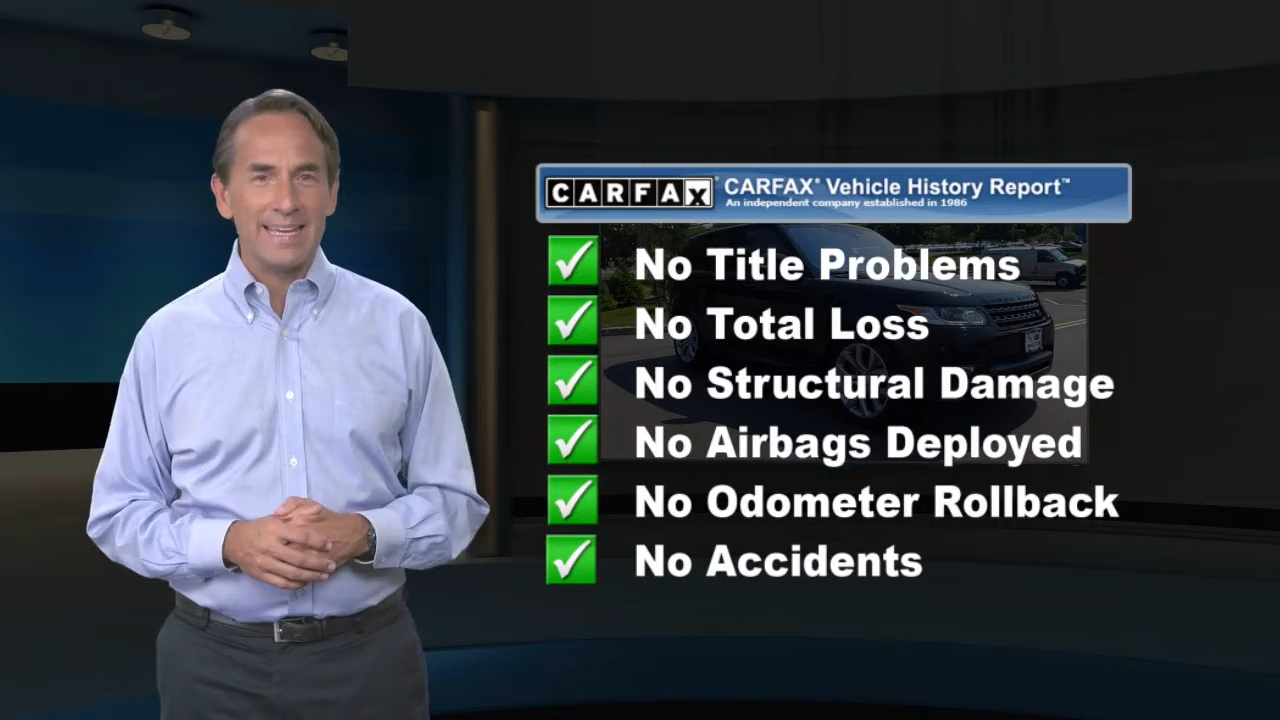 CARFAX® CARFAX® Vehicle History Report™
An independent company established in 1986
No Title Problems
No Total Loss
No Structural Damage
No Airbags Deployed
No Odometer Rollback
No Accidents